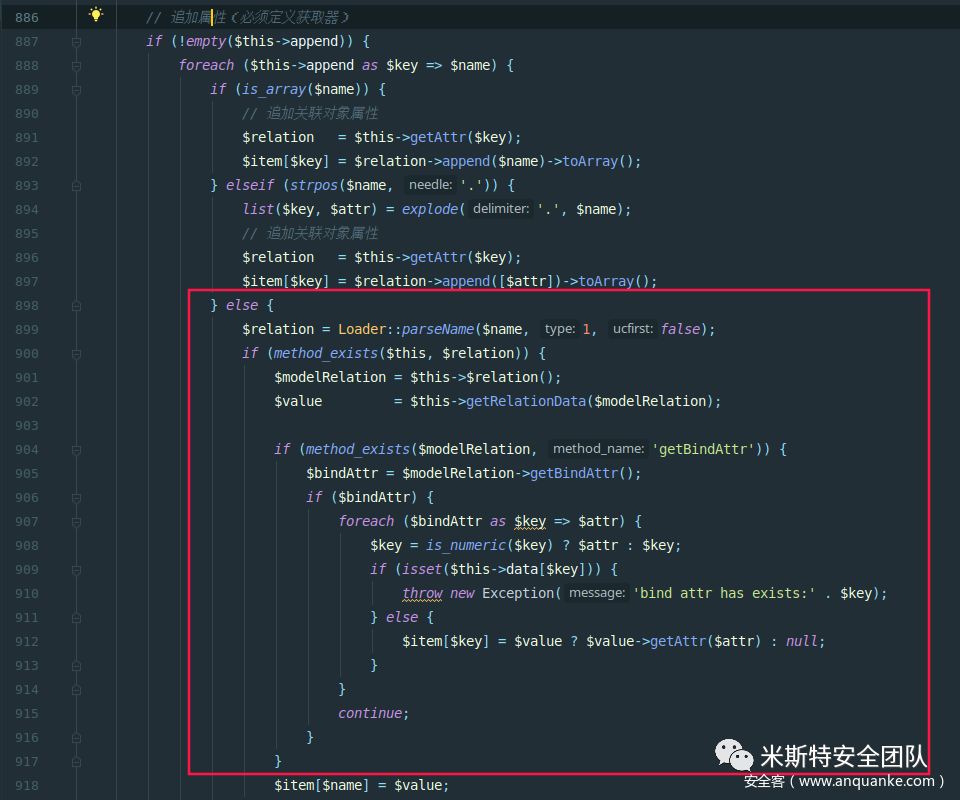 886 // 追加属性（必须定义获取器）
887 if (!empty($this->append)) {
888 foreach ($this->append as $key => $name) {
889 if (is_array($name)) {
890 // 追加关联对象属性
891 $relation   = $this->getAttr($key);
892 $item[$key] = $relation->append($name)->toArray();
893 } elseif (strpos($name, needle: '.')) {
894 list($key, $attr) = explode( delimiter: '.', $name);
895 // 追加关联对象属性
896 $relation   = $this->getAttr($key);
897 $item[$key] = $relation->append([$attr])->toArray();
898 } else {
899 $relation = Loader::parseName($name, type: 1, ucfirst: false);
900 if (method_exists($this, $relation)) {
901 $modelRelation = $this->$relation();
902 $value         = $this->getRelationData($modelRelation);
903
904 if (method_exists($modelRelation, method_name: 'getBindAttr')) {
905 $bindAttr = $modelRelation->getBindAttr();
906 if ($bindAttr) {
907 foreach ($bindAttr as $key => $attr) {
908 $key = is_numeric($key) ? $attr : $key;
909 if (isset($this->data[$key])) {
910 throw new Exception( message: 'bind attr has exists:' . $key);
911 } else {
912 $item[$key] = $value ? $value->getAttr($attr) : null;
913 }
914 }
915 continue;
916 }
917 }
918 $item[$name] = $value;
米斯特安全团队
安全客（www.anquanke.com）